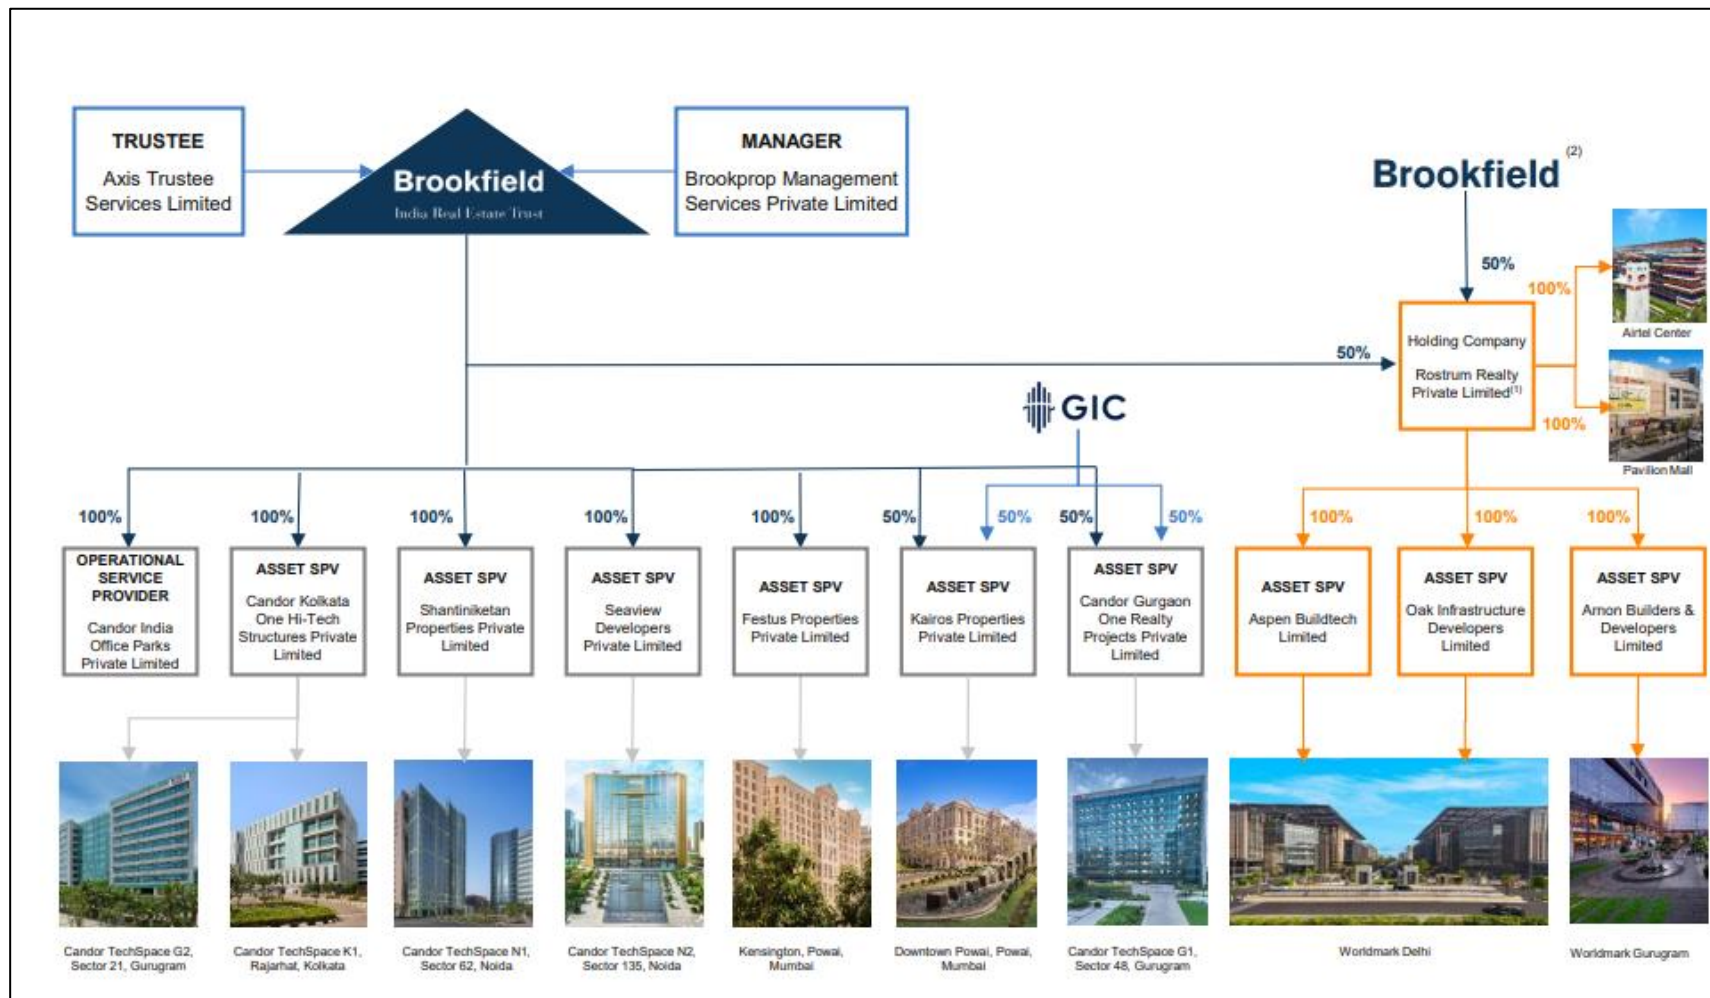 TRUSTEE
Axis Trustee
Services Limited
Brookfield
India Real Estate Trust
MANAGER
Brookprop Management
Services Private Limited
Brookfield (2)
50%
100%
Airtel Center
Holding Company
Rostrum Realty
Private Limited(1)
50%
100%
Pavilion Mall
GIC
100%
100%
100%
100%
100%
50%
50%
50%
50%
100%
100%
100%
OPERATIONAL
SERVICE
PROVIDER
Candor India
Office Parks
Private Limited
ASSET SPV
Candor Kolkata
One Hi-Tech
Structures Private
Limited
ASSET SPV
Shantiniketan
Properties Private
Limited
ASSET SPV
Seaview
Developers
Private Limited
ASSET SPV
Festus Properties
Private Limited
ASSET SPV
Kairos Properties
Private Limited
ASSET SPV
Candor Gurgaon
One Realty
Projects Private
Limited
ASSET SPV
Aspen Buildtech
Limited
ASSET SPV
Oak Infrastructure
Developers
Limited
ASSET SPV
Arnon Builders &
Developers
Limited
Candor TechSpace G2,
Sector 21, Gurugram
Candor TechSpace K1,
Rajarhat, Kolkata
Candor TechSpace N1,
Sector 62, Noida
Candor TechSpace N2,
Sector 135, Noida
Kensington, Powai,
Mumbai
Downtown Powai, Powai,
Mumbai
Candor TechSpace G1,
Sector 48, Gurugram
Worldmark Delhi
Worldmark Gurugram